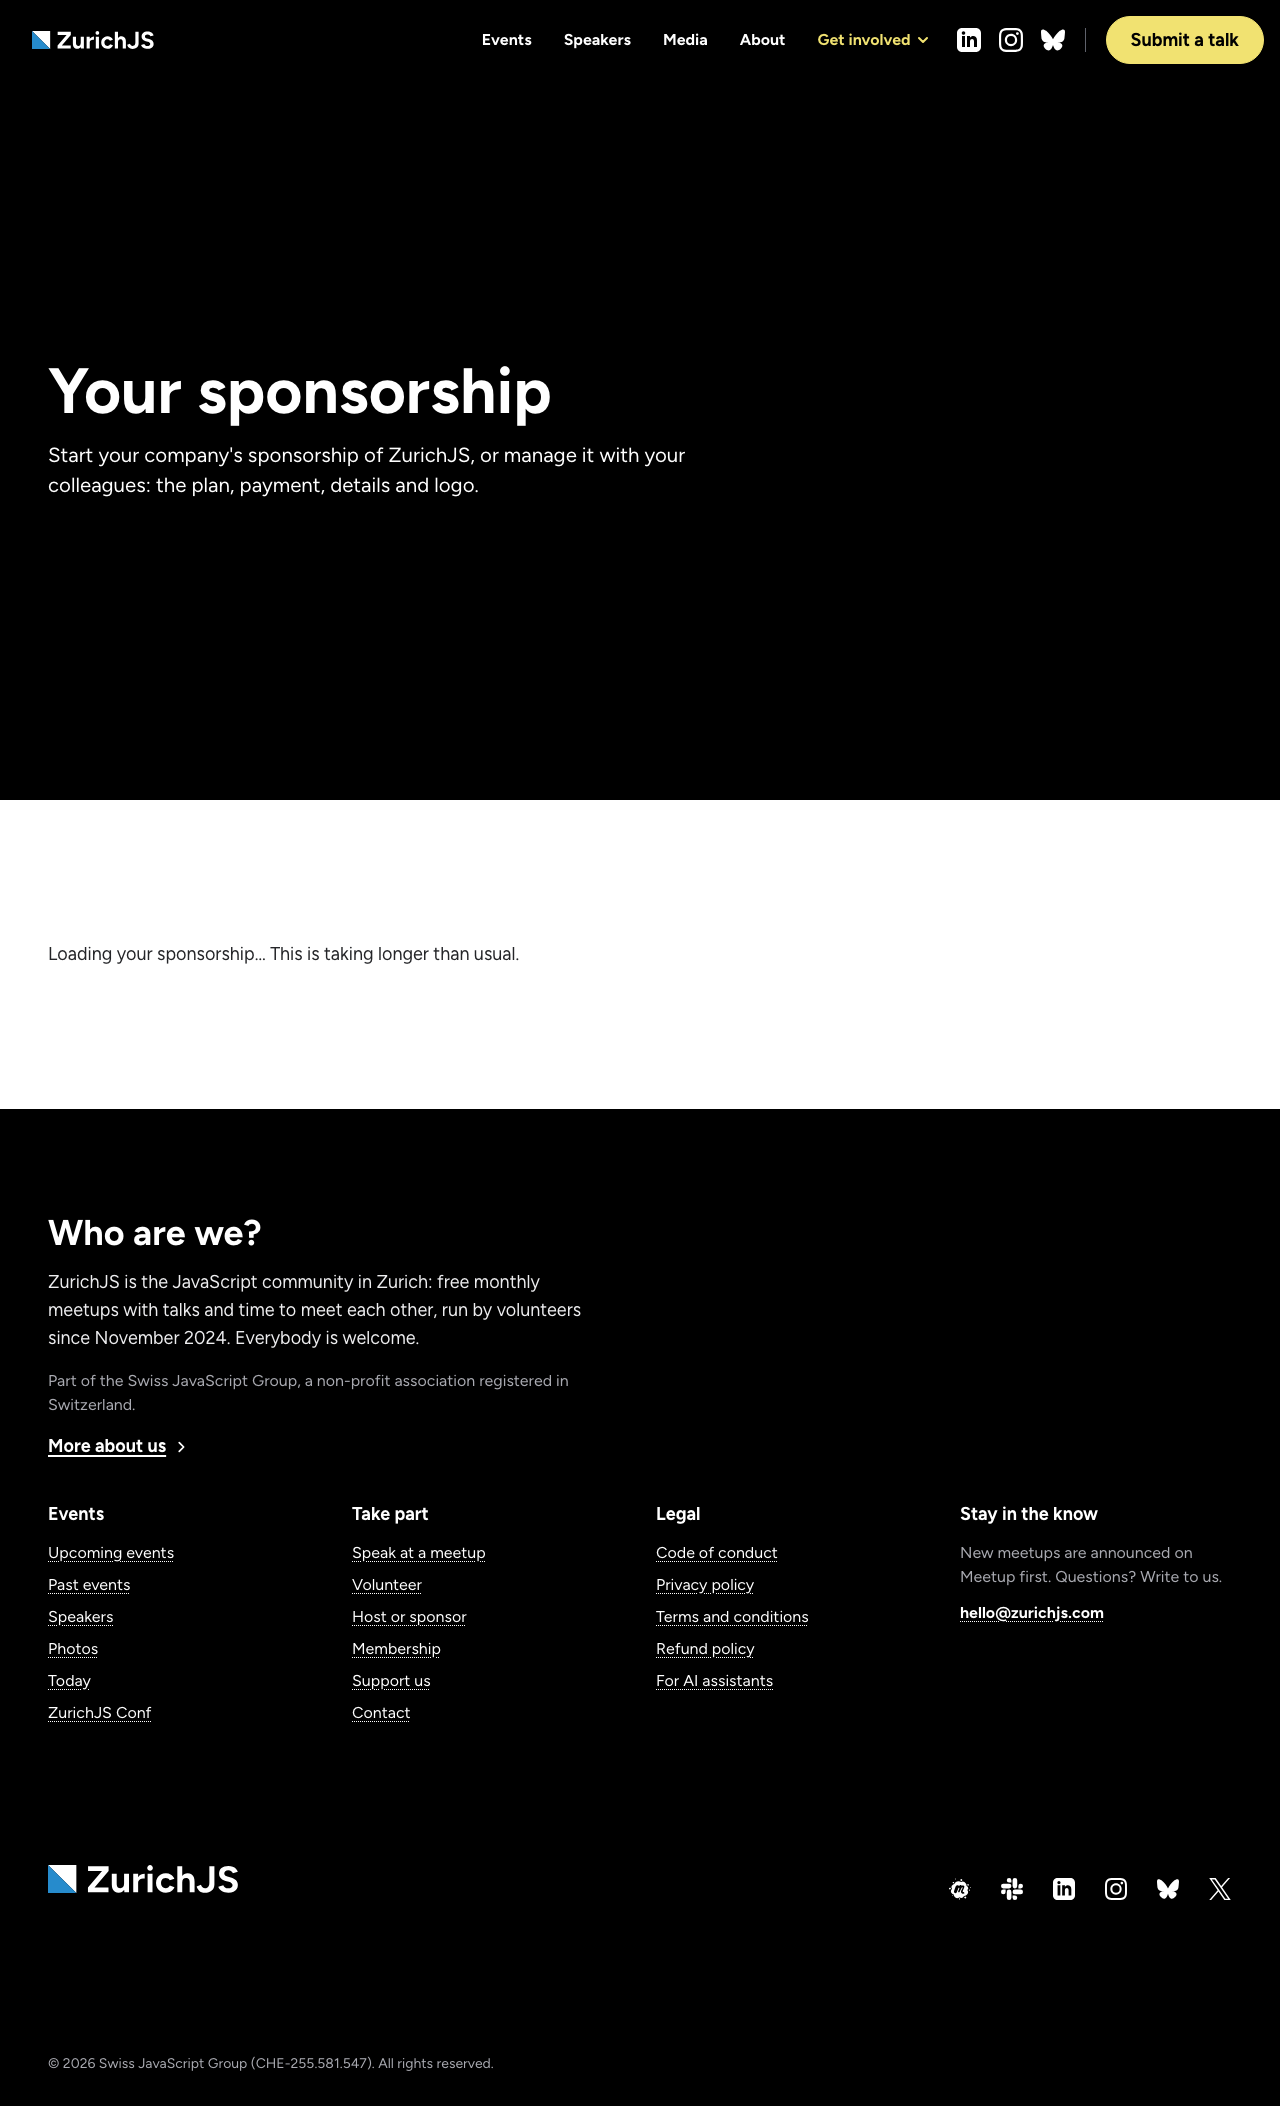 ZurichJS
Events
Speakers
Media
About
Get involved
Submit a talk
Your sponsorship
Start your company's sponsorship of ZurichJS, or manage it with your
colleagues: the plan, payment, details and logo.
Loading your sponsorship... This is taking longer than usual.
Who are we?
ZurichJS is the JavaScript community in Zurich: free monthly
meetups with talks and time to meet each other, run by volunteers
since November 2024. Everybody is welcome.
Part of the Swiss JavaScript Group, a non-profit association registered in
Switzerland.
More about us
Events
Upcoming events
Past events
Speakers
Photos
Today
ZurichJS Conf
Take part
Speak at a meetup
Volunteer
Host or sponsor
Membership
Support us
Contact
Legal
Code of conduct
Privacy policy
Terms and conditions
Refund policy
For AI assistants
Stay in the know
New meetups are announced on
Meetup first. Questions? Write to us.
hello@zurichjs.com
ZurichJS
© 2026 Swiss JavaScript Group (CHE-255.581.547). All rights reserved.